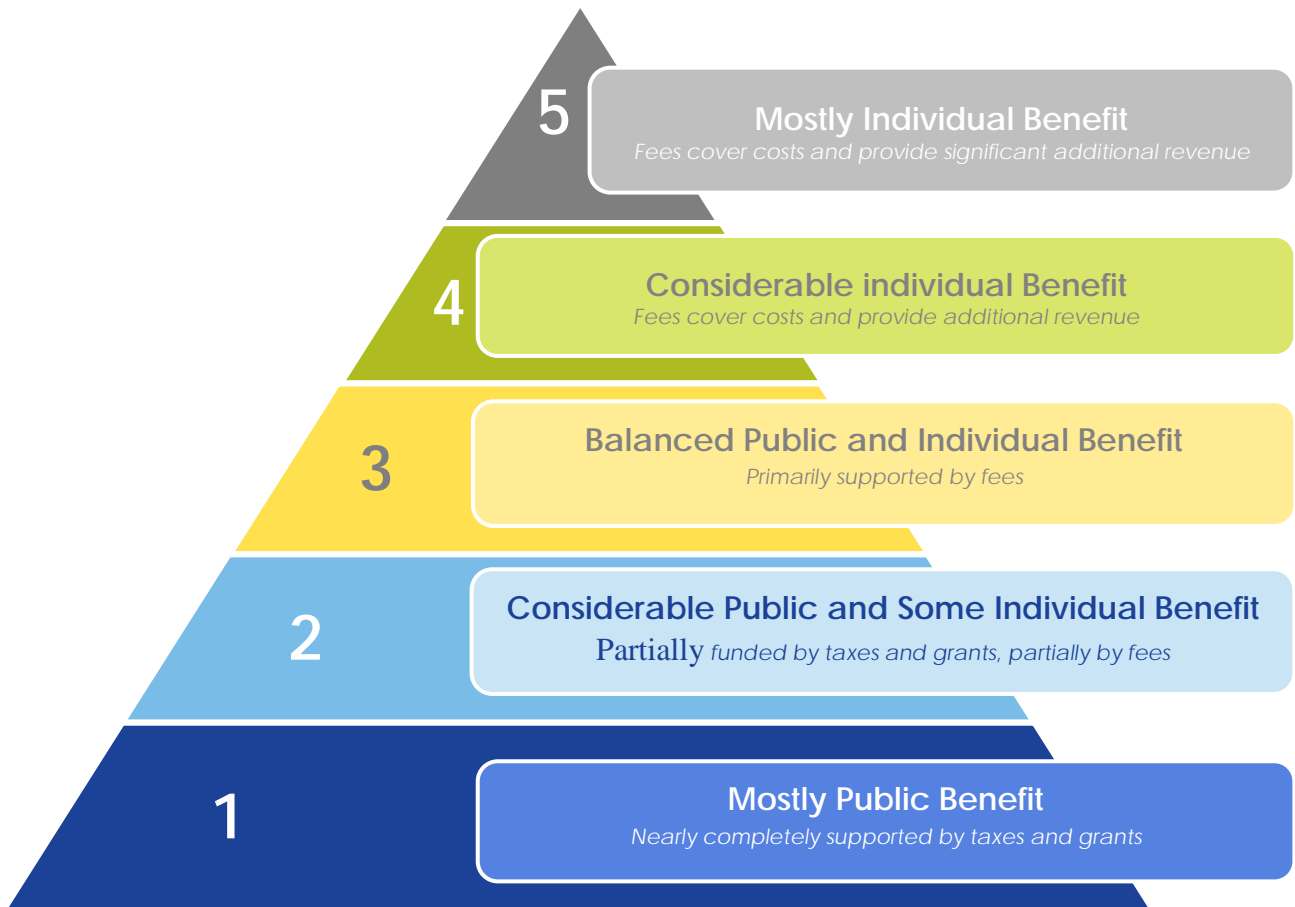 5
Mostly Individual Benefit
Fees cover costs and provide significant additional revenue
4
Considerable individual Benefit
Fees cover costs and provide additional revenue
3
Balanced Public and Individual Benefit
Primarily supported by fees
2
Considerable Public and Some Individual Benefit
Partially funded by taxes and grants, partially by fees
1
Mostly Public Benefit
Nearly completely supported by taxes and grants